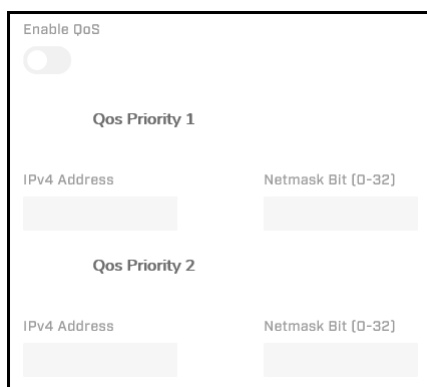 Enable QoS
Qos Priority 1
IPv4 Address Netmask Bit (0-32)
Qos Priority 2
IPv4 Address Netmask Bit (0-32)